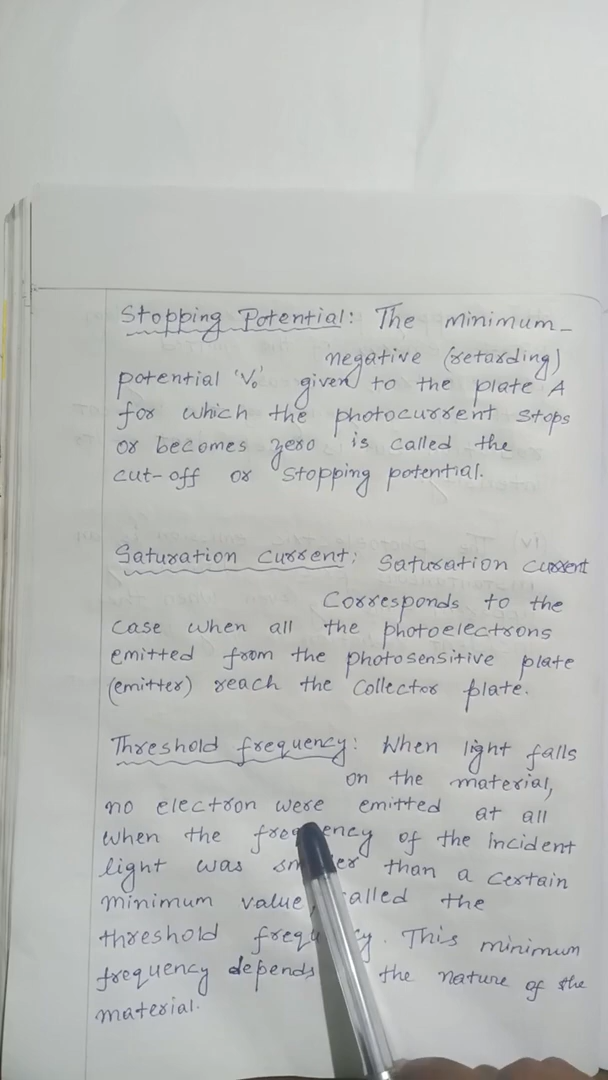 Stopping Potential: The minimum-
negative (retarding)
potential 'V₀' given to the plate A
for which the photocurrent stops
or becomes zero is called the
cut-off or stopping potential.
Saturation current: Saturation current
Corresponds to the
case when all the photoelectrons
emitted from the photosensitive plate
(emitter) reach the collector plate.
Threshold frequency: When light falls
on the material,
no electron were emitted at all
when the frequency of the incident
light was smaller than a certain
minimum value, called the
threshold frequency. This minimum
frequency depends the nature of the
material.